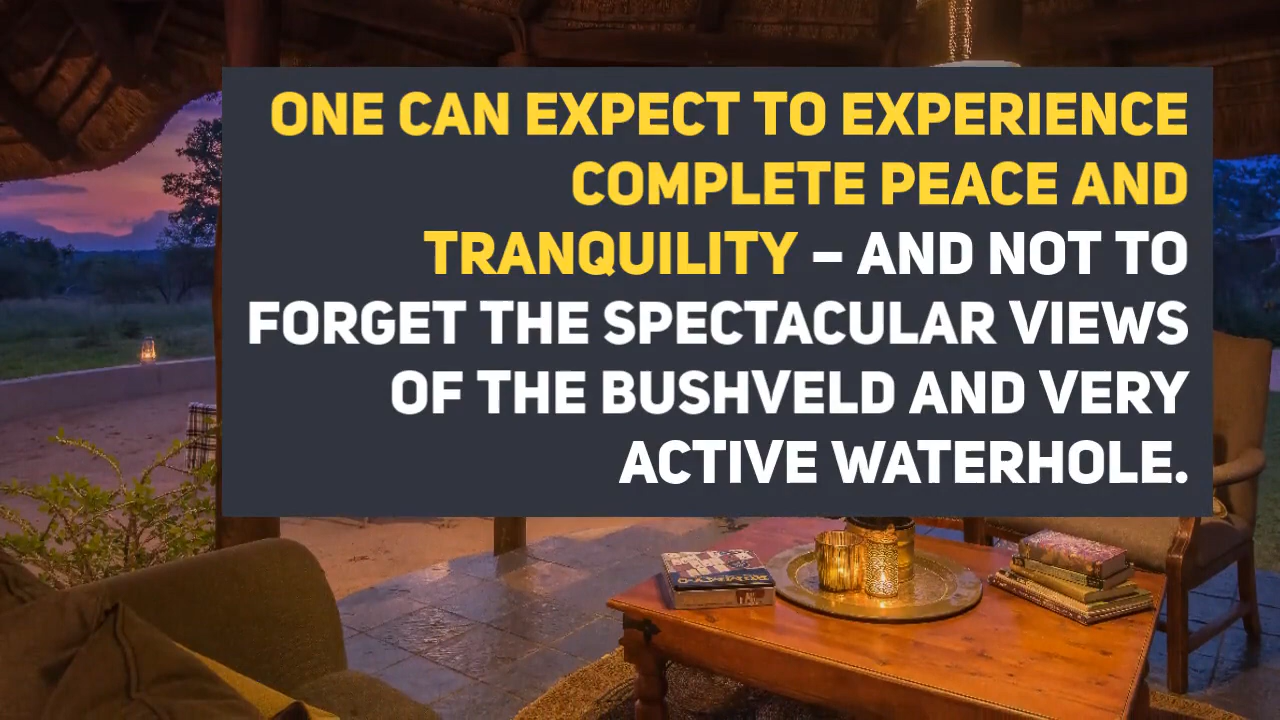 ONE CAN EXPECT TO EXPERIENCE
COMPLETE PEACE AND
TRANQUILITY – AND NOT TO
FORGET THE SPECTACULAR VIEWS
OF THE BUSHVELD AND VERY
ACTIVE WATERHOLE.